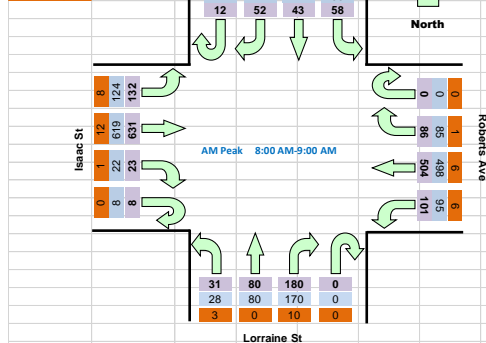 12 52 43 58
North
8 124 132
12 619 631
1 22 23
0 8 8
Isaac St
AM Peak 8:00 AM-9:00 AM
0 0 0
86 85 1
504 498 6
101 95 6
Roberts Ave
31 80 180 0
28 80 170 0
3 0 10 0
Lorraine St